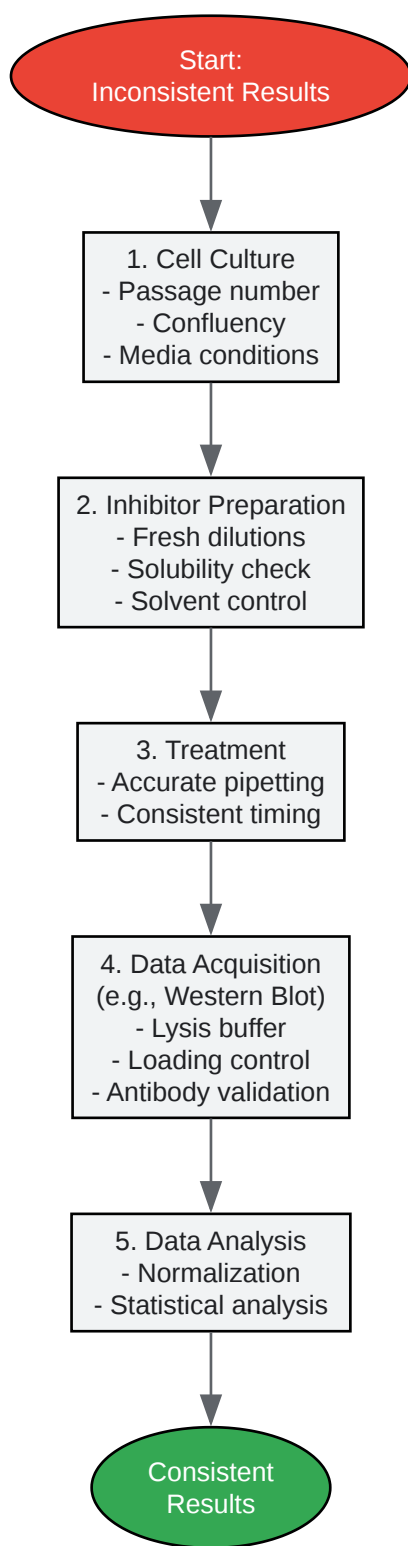 Start:
Inconsistent Results
1. Cell Culture
- Passage number
- Confluency
- Media conditions
2. Inhibitor Preparation
- Fresh dilutions
- Solubility check
- Solvent control
3. Treatment
- Accurate pipetting
- Consistent timing
4. Data Acquisition
(e.g., Western Blot)
- Lysis buffer
- Loading control
- Antibody validation
5. Data Analysis
- Normalization
- Statistical analysis
Consistent
Results